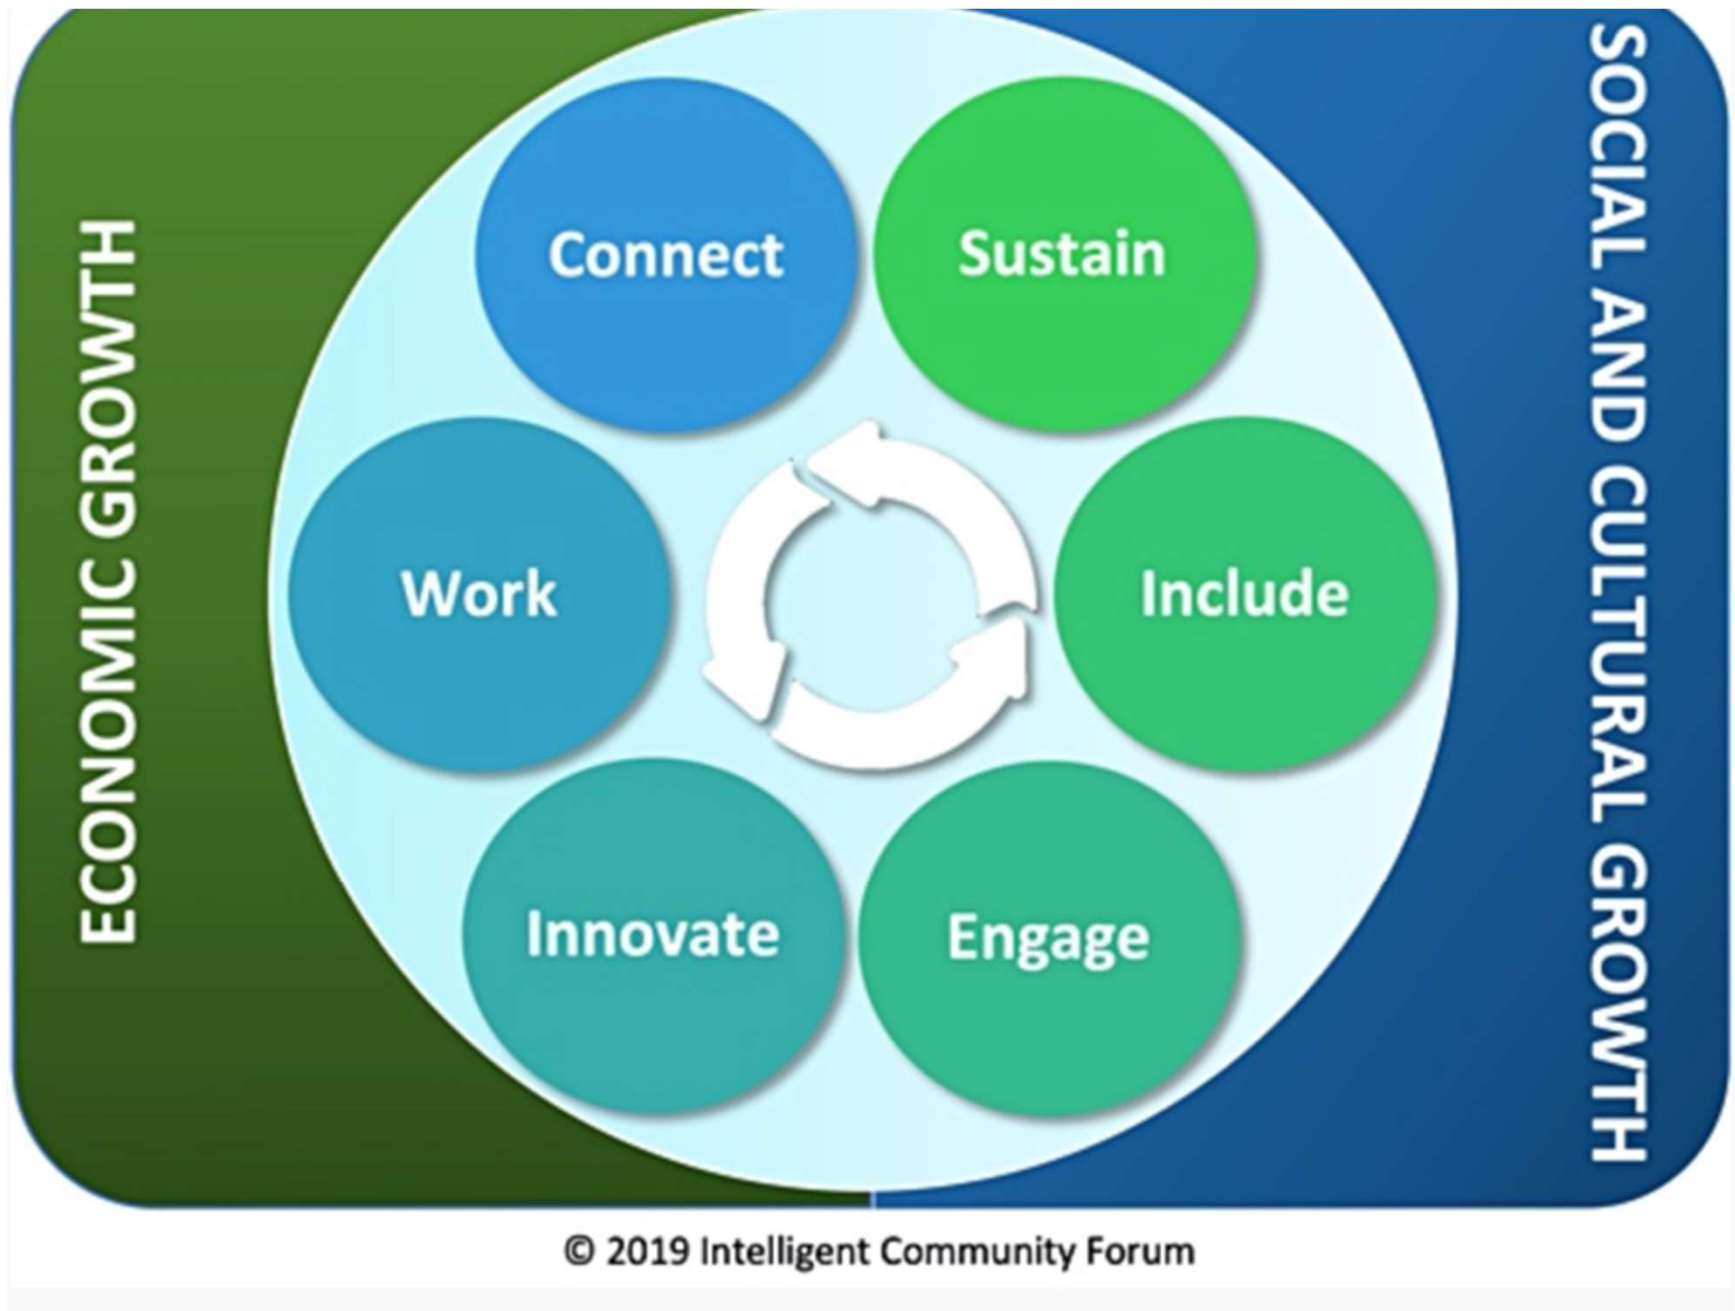 ECONOMIC GROWTH
Connect
Sustain
Work
Include
Innovate
Engage
SOCIAL AND CULTURAL GROWTH
© 2019 Intelligent Community Forum